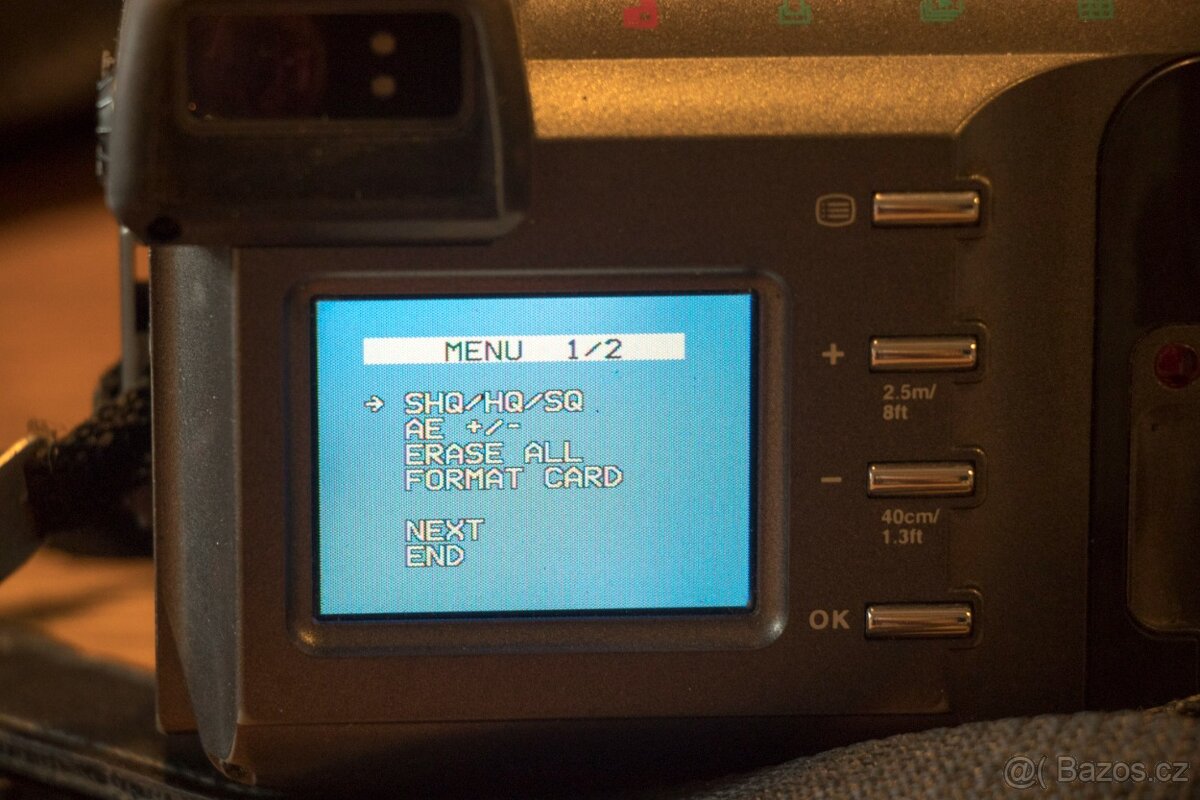 MENU 1/2
→ SHQ/HQ/SQ
AE +/-
ERASE ALL
FORMAT CARD
NEXT
END
+
2.5m/
8ft
−
40cm/
1.3ft
OK
@( Bazos.cz